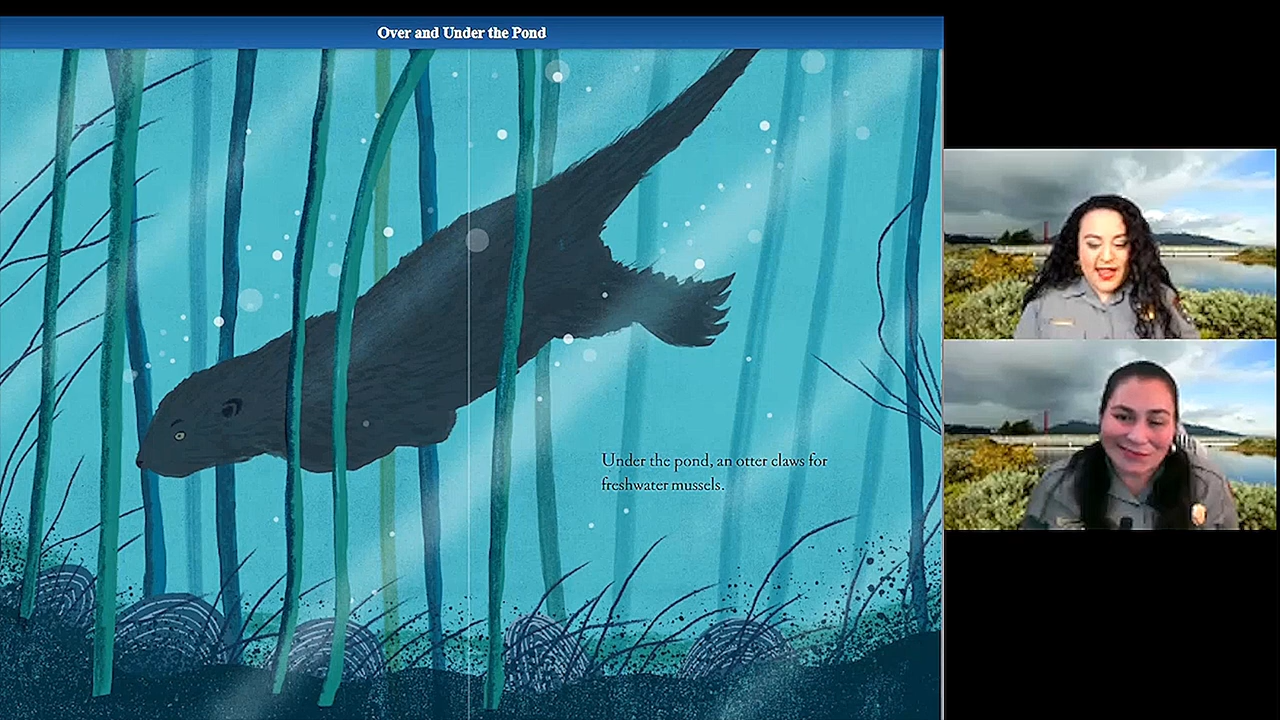 Over and Under the Pond
Under the pond, an otter claws for
freshwater mussels.